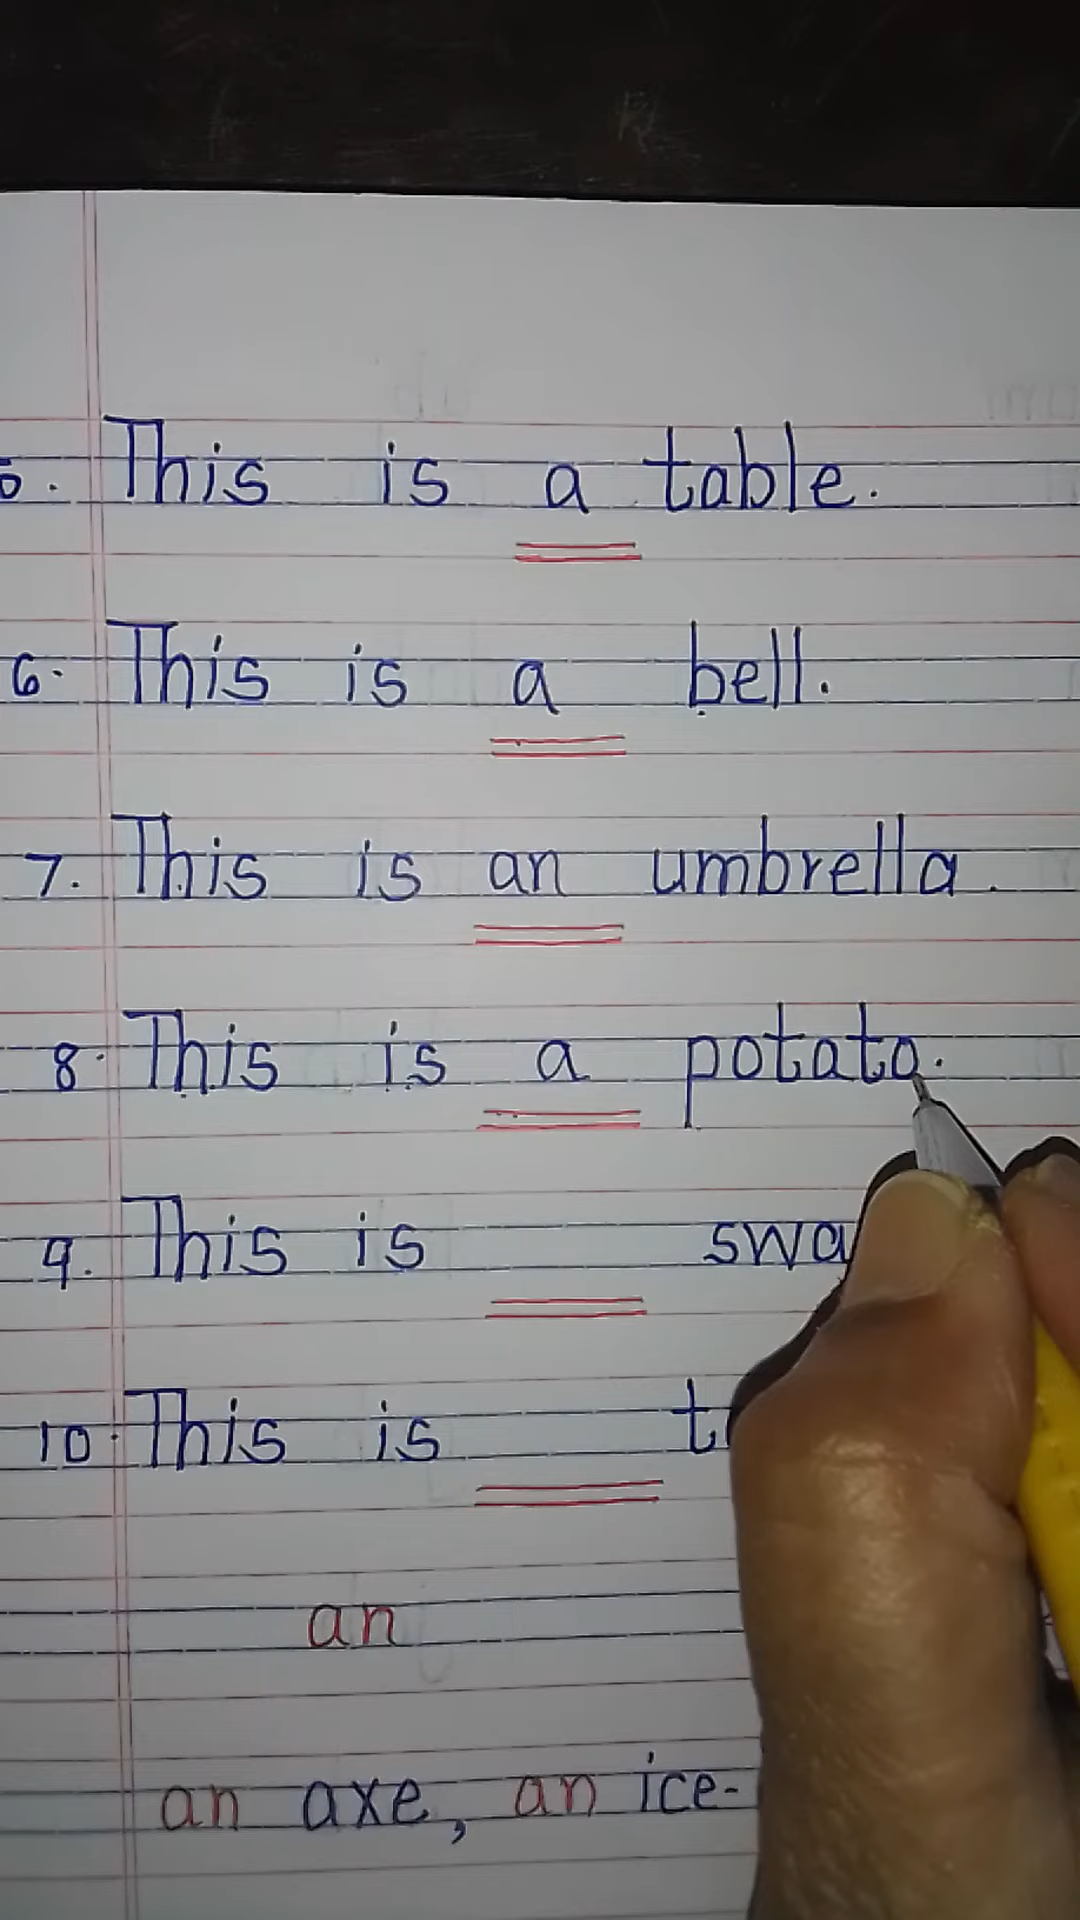 5. This is a table.
6. This is a bell.
7. This is an umbrella.
8. This is a potato.
9. This is
10. This is
an
an axe, an ice-